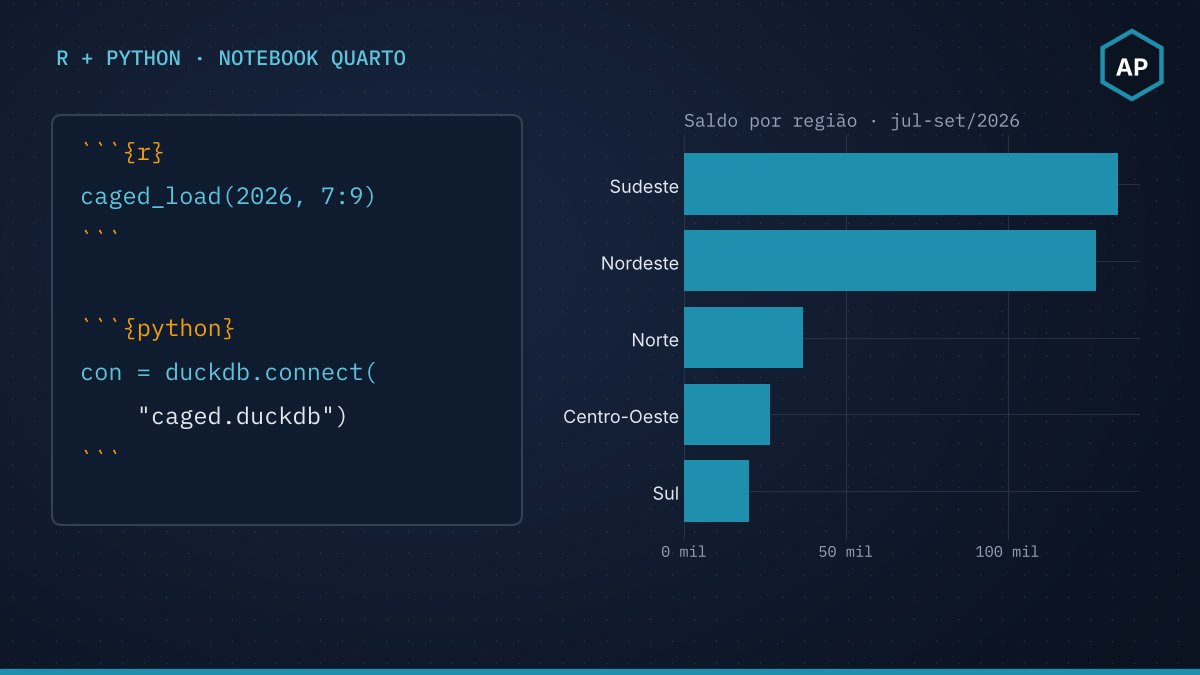 R + PYTHON · NOTEBOOK QUARTO
AP
```{r}
caged_load(2026, 7:9)
```
```{python}
con = duckdb.connect(
    "caged.duckdb")
```
Saldo por região · jul-set/2026
Sudeste
Nordeste
Norte
Centro-Oeste
Sul
0 mil
50 mil
100 mil